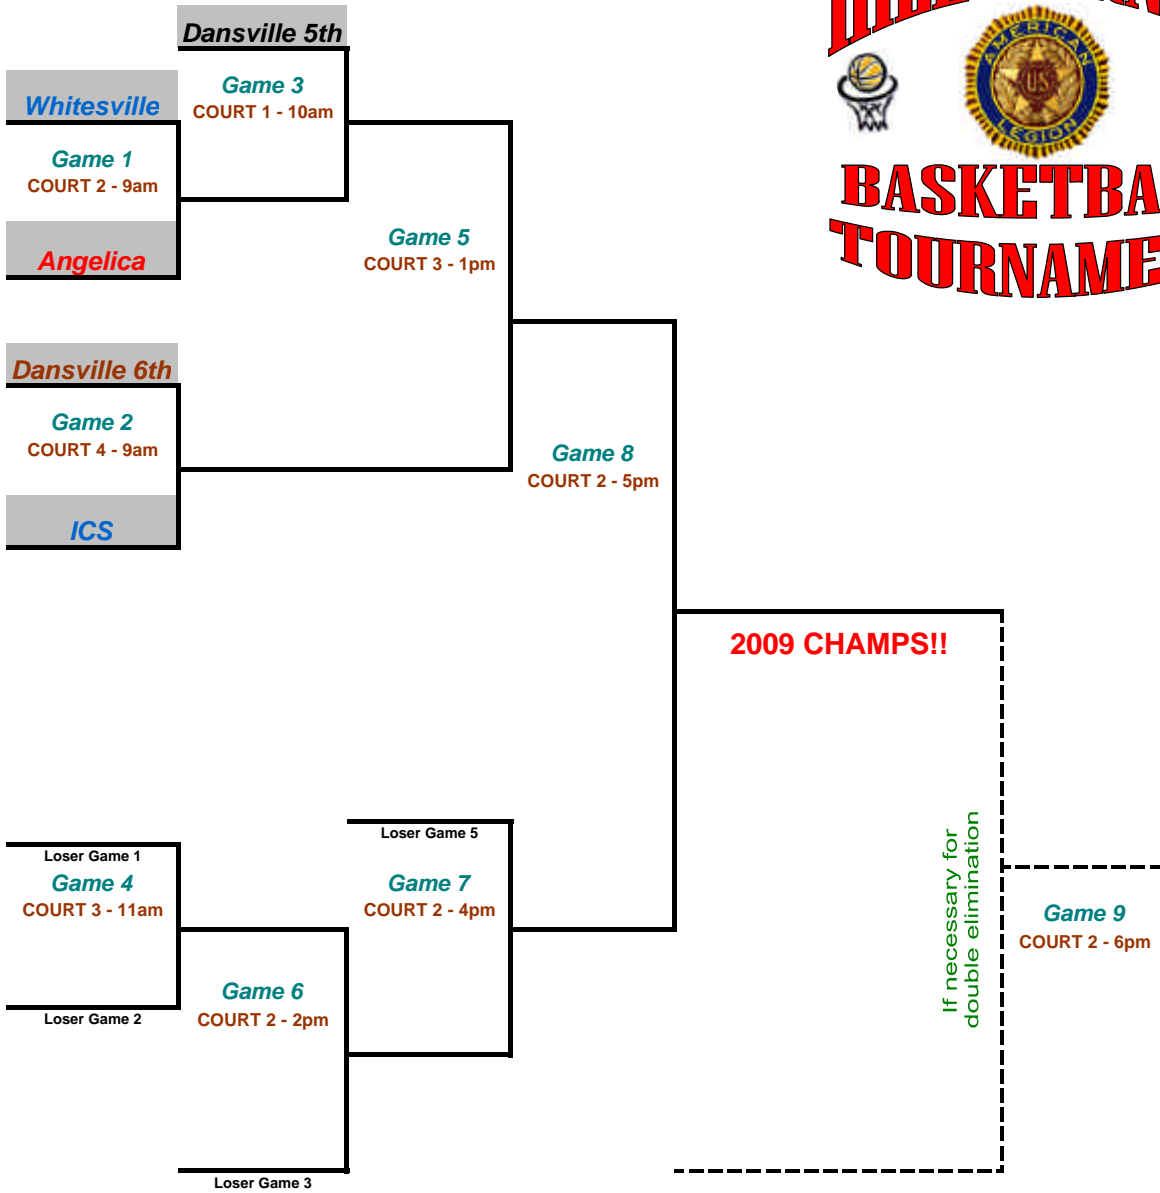 Dansville 5th
Game 3
COURT 1 - 10am
Whitesville
Game 1
COURT 2 - 9am
Angelica
Game 5
COURT 3 - 1pm
Dansville 6th
Game 2
COURT 4 - 9am
ICS
Game 8
COURT 2 - 5pm
AMERICAN
US
LEGION
BASKETBA
TOURNAME
2009 CHAMPS!!
Loser Game 5
Loser Game 1
Game 4
COURT 3 - 11am
Game 7
COURT 2 - 4pm
Loser Game 2
Game 6
COURT 2 - 2pm
Loser Game 3
If necessary for
double elimination
Game 9
COURT 2 - 6pm